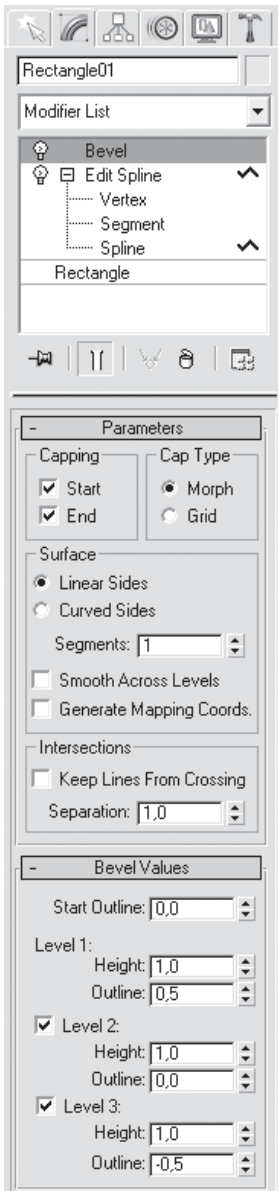 Rectangle01
Modifier List
Bevel
Edit Spline
Vertex
Segment
Spline
Rectangle
- Parameters
Capping Cap Type
Start Morph
End Grid
Surface
Linear Sides
Curved Sides
Segments: 1
Smooth Across Levels
Generate Mapping Coords.
Intersections
Keep Lines From Crossing
Separation: 1,0
- Bevel Values
Start Outline: 0,0
Level 1:
Height: 1,0
Outline: 0,5
Level 2:
Height: 1,0
Outline: 0,0
Level 3:
Height: 1,0
Outline: -0,5